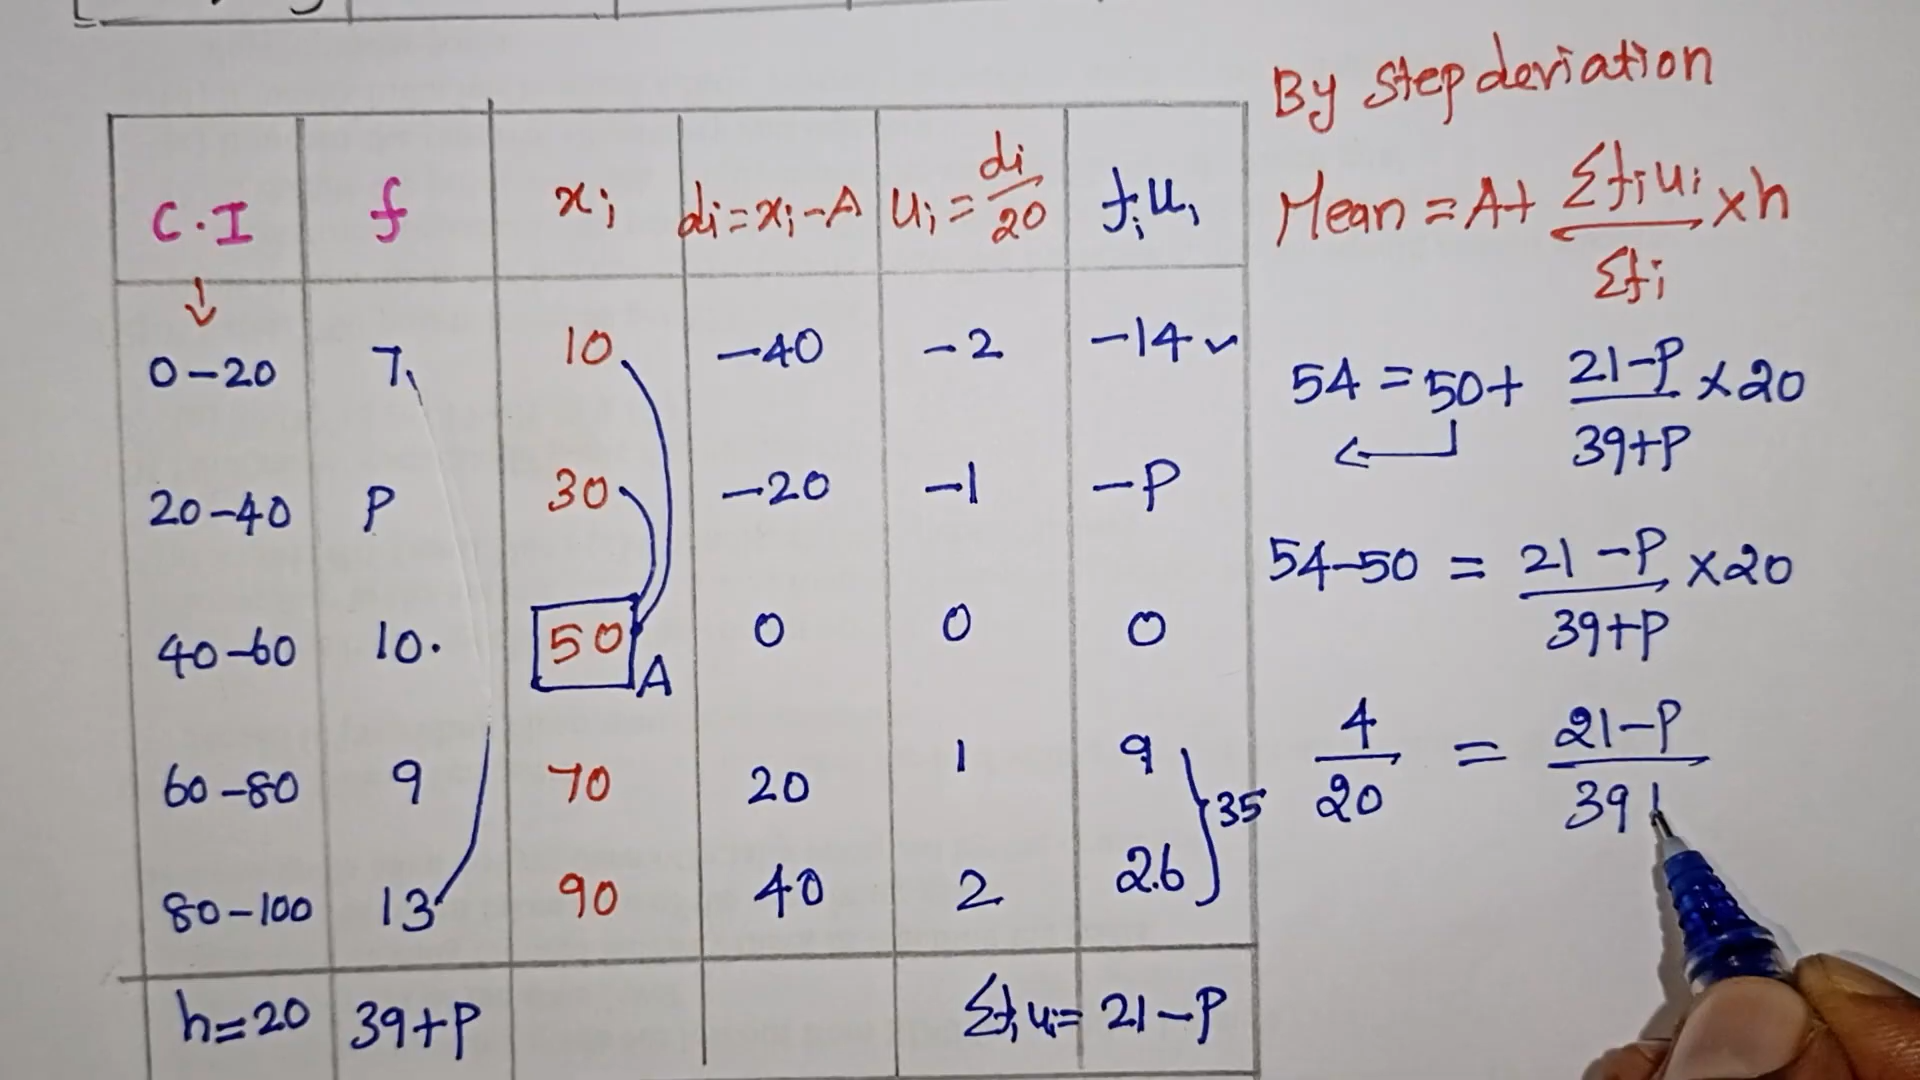 C.I f xᵢ dᵢ=xᵢ-A uᵢ=dᵢ/20 fᵢuᵢ
↓
0-20 7 10 -40 -2 -14 ✓
20-40 P 30 -20 -1 -P
40-60 10. 50 A 0 0 0
60-80 9 70 20 1 9
80-100 13 90 40 2 26
35
h=20 39+P Σfᵢuᵢ= 21-P
By Step deviation
Mean = A+ Σfᵢuᵢ/Σfᵢ ×h
54 = 50+ 21-P/39+P ×20
54-50 = 21-P/39+P ×20
4/20 = 21-P/39